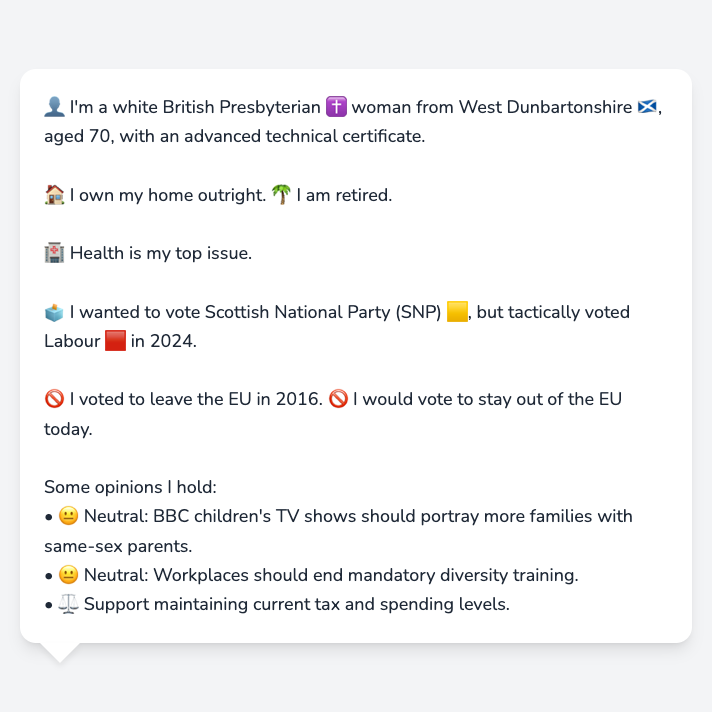 👤 I'm a white British Presbyterian ✝️ woman from West Dunbartonshire 🏴󠁧󠁢󠁳󠁣󠁴󠁿,
aged 70, with an advanced technical certificate.
🏠 I own my home outright. 🌴 I am retired.
🏥 Health is my top issue.
🗳️ I wanted to vote Scottish National Party (SNP) 🟨, but tactically voted
Labour 🟥 in 2024.
🚫 I voted to leave the EU in 2016. 🚫 I would vote to stay out of the EU
today.
Some opinions I hold:
• 😐 Neutral: BBC children's TV shows should portray more families with
same-sex parents.
• 😐 Neutral: Workplaces should end mandatory diversity training.
• ⚖️ Support maintaining current tax and spending levels.